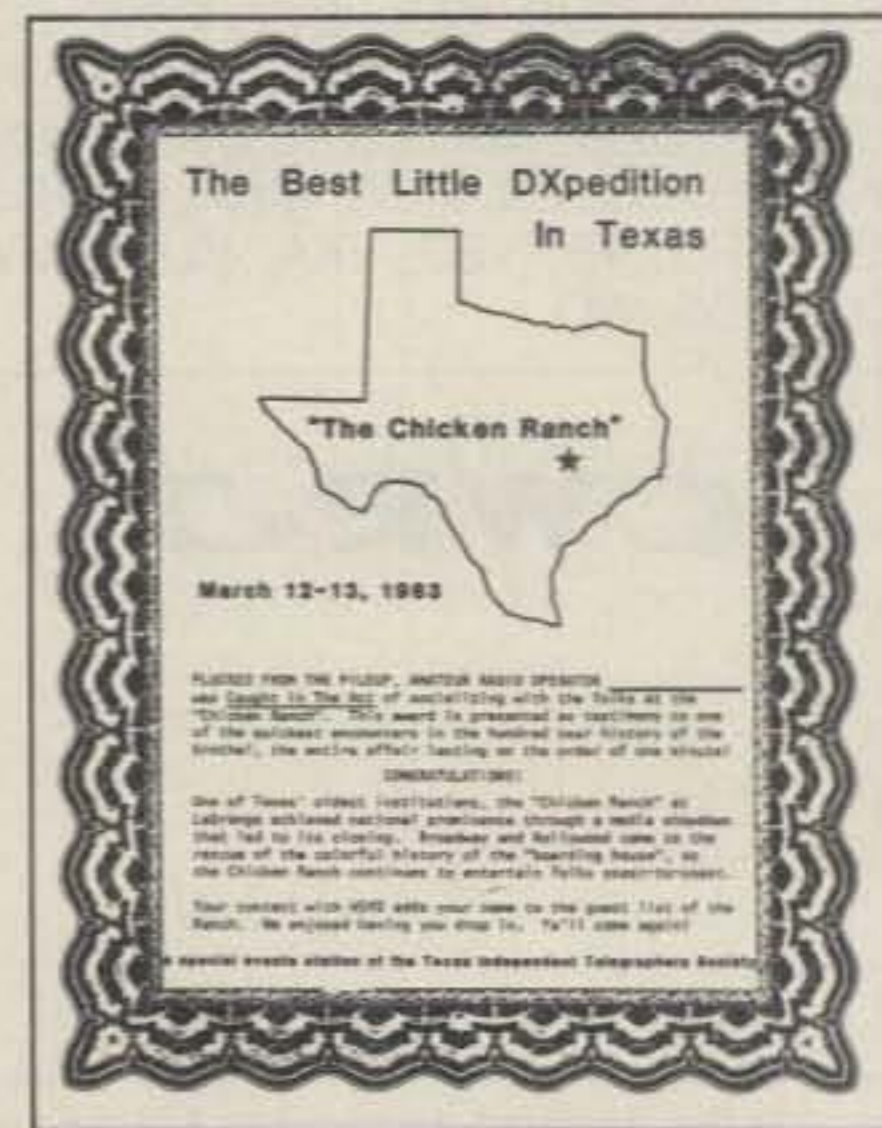 The Best Little DXpedition
In Texas
"The Chicken Ranch"
March 12-13, 1983
PLUCKED FROM THE PILEUP, AMATEUR RADIO OPERATOR
was Caught in The Act of socializing with the folks at the
"Chicken Ranch". This award is presented as testimony to one
of the quickest encounters in the hundred year history of the
brothel, the entire affair lasting on the order of one minute!
CONGRATULATIONS!
One of Texas' oldest institutions, the "Chicken Ranch" at
LaGrange achieved national prominence through a media showdown
that led to its closing. Broadway and Hollywood came to the
rescue of the colorful history of the "boarding house", so
the Chicken Ranch continues to entertain folks coast-to-coast.
Your contact with adds your name to the guest list of the
Ranch. We enjoyed having you drop in. Ya'll come again!
special events station of the Texas Independent Telegraphers Society